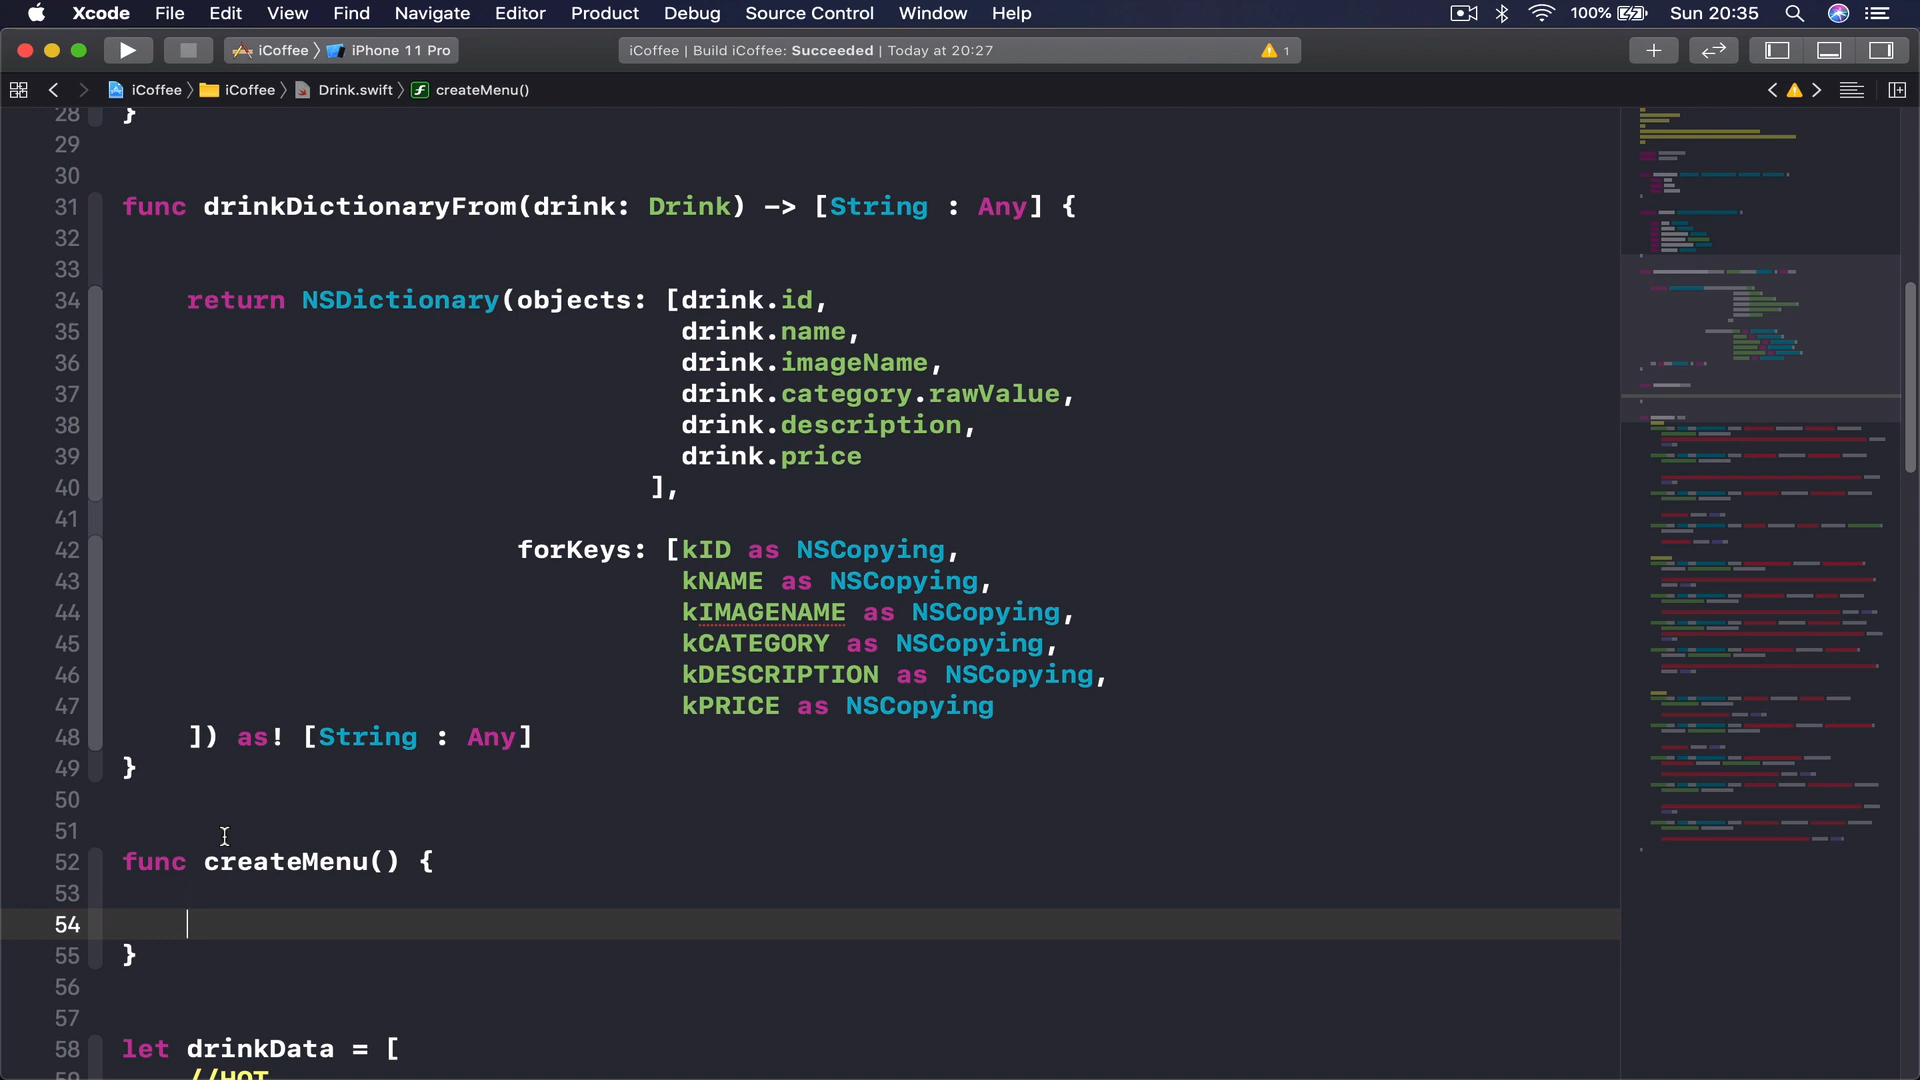 Xcode File Edit View Find Navigate Editor Product Debug Source Control Window Help 100% Sun 20:35
iCoffee iPhone 11 Pro iCoffee | Build iCoffee: Succeeded | Today at 20:27 1
iCoffee iCoffee Drink.swift f createMenu()
28 }
29
30
31 func drinkDictionaryFrom(drink: Drink) -> [String : Any] {
32
33
34 return NSDictionary(objects: [drink.id,
35 drink.name,
36 drink.imageName,
37 drink.category.rawValue,
38 drink.description,
39 drink.price
40 ],
41
42 forKeys: [kID as NSCopying,
43 kNAME as NSCopying,
44 kIMAGENAME as NSCopying,
45 kCATEGORY as NSCopying,
46 kDESCRIPTION as NSCopying,
47 kPRICE as NSCopying
48 ]) as! [String : Any]
49 }
50
51
52 func createMenu() {
53
54
55 }
56
57
58 let drinkData = [
59 //HOT